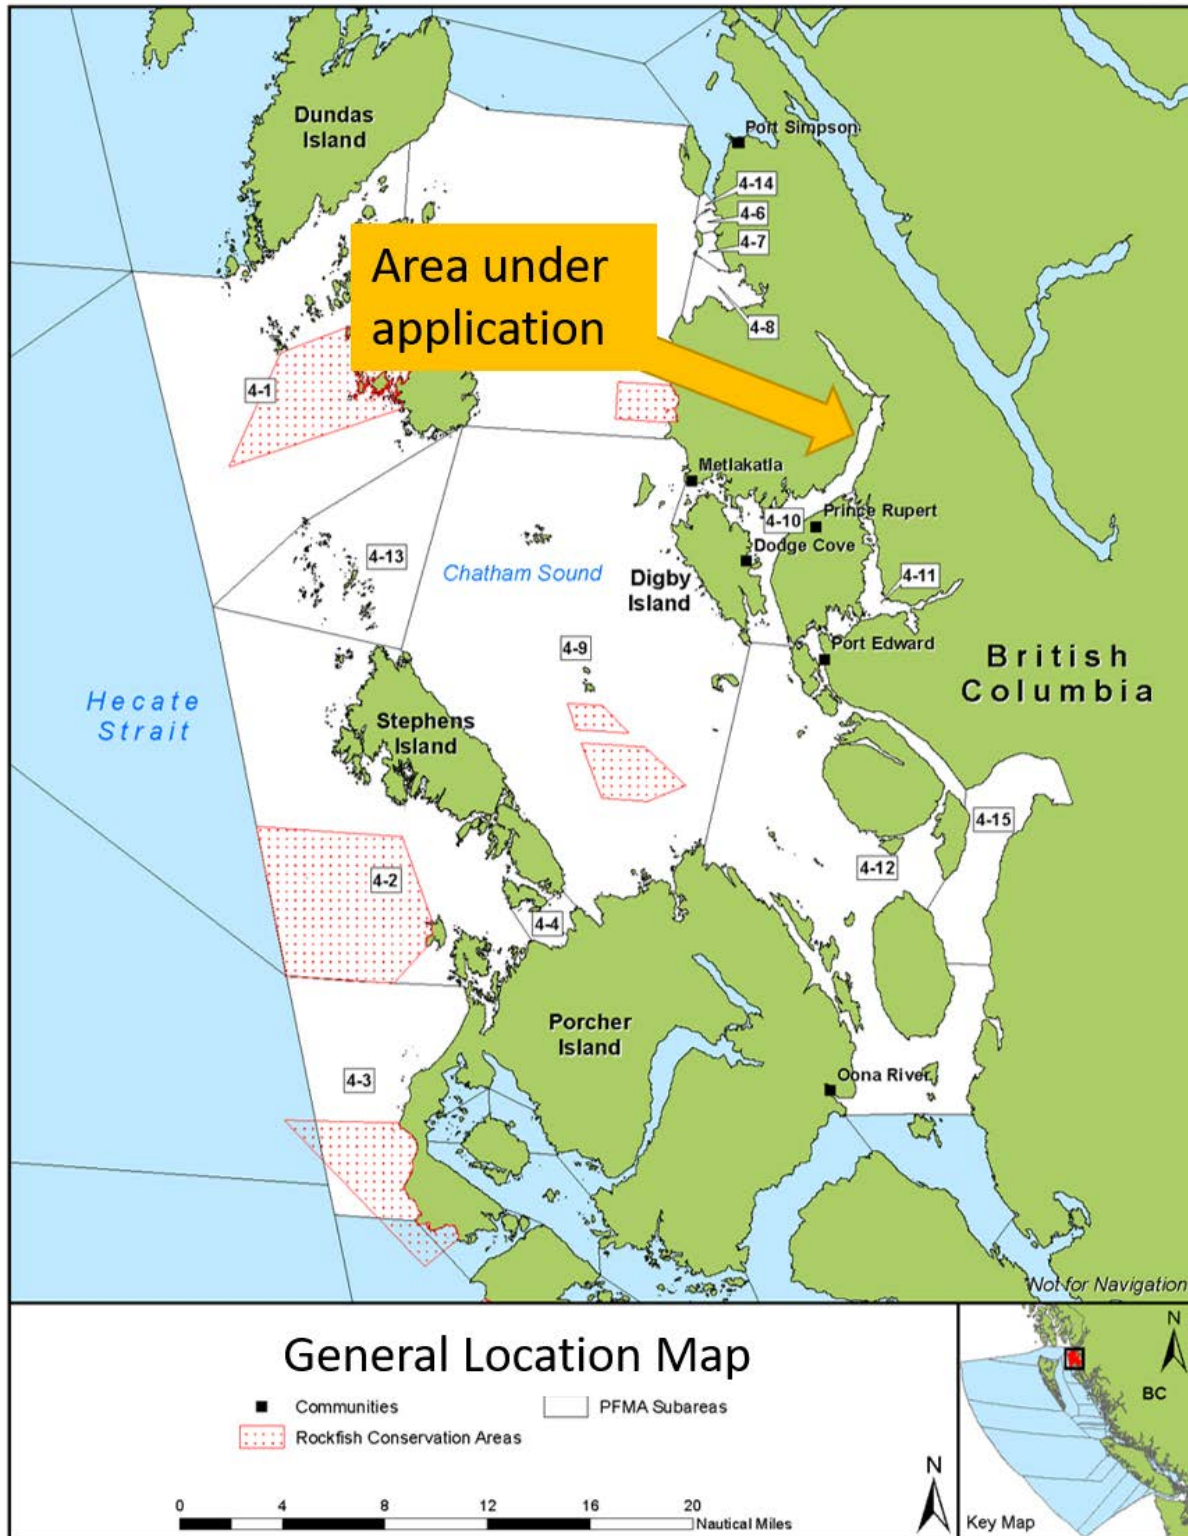 Dundas
Island
Port Simpson
4-14
4-6
4-7
Area under
application
4-8
4-1
Metlakatla
4-10
Prince Rupert
Dodge Cove
4-13
Chatham Sound
Digby
Island
4-11
4-9
Port Edward
British
Columbia
Hecate
Strait
Stephens
Island
4-15
4-12
4-2
4-4
Porcher
Island
4-3
Oona River
Not for Navigation
General Location Map
Communities
PFMA Subareas
Rockfish Conservation Areas
N
0 4 8 12 16 20
Nautical Miles
N
BC
Key Map